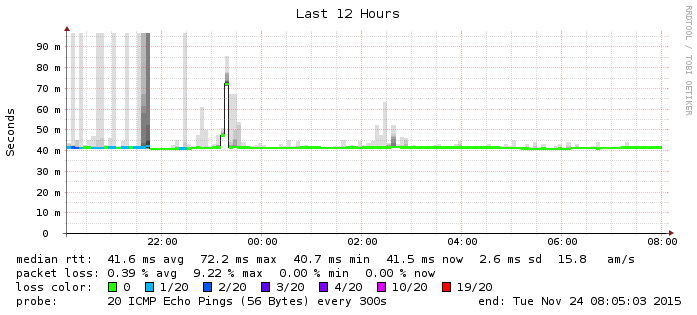 Last 12 Hours
RRDTOOL / TOBI OETIKER
Seconds
90 m
80 m
70 m
60 m
50 m
40 m
30 m
20 m
10 m
0
22:00 00:00 02:00 04:00 06:00 08:00
median rtt: 41.6 ms avg 72.2 ms max 40.7 ms min 41.5 ms now 2.6 ms sd 15.8 am/s
packet loss: 0.39 % avg 9.22 % max 0.00 % min 0.00 % now
loss color: 0 1/20 2/20 3/20 4/20 10/20 19/20
probe: 20 ICMP Echo Pings (56 Bytes) every 300s end: Tue Nov 24 08:05:03 2015